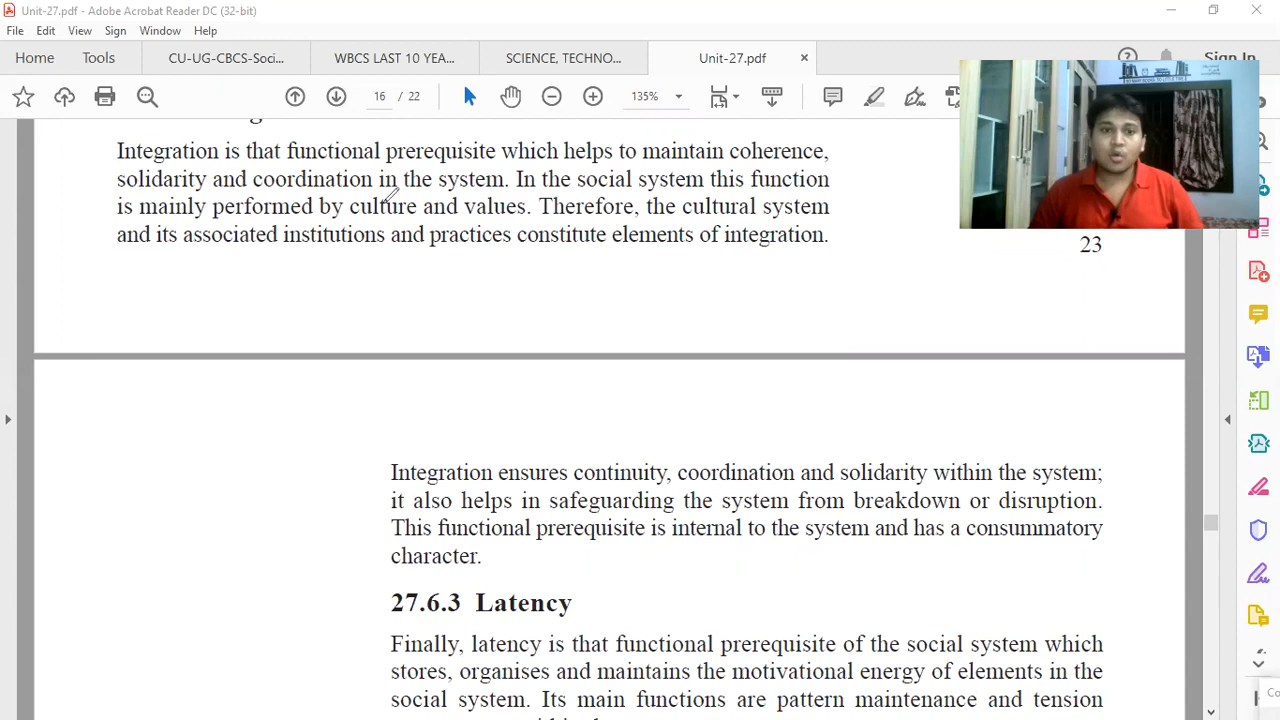 Unit-27.pdf - Adobe Acrobat Reader DC (32-bit)
File Edit View Sign Window Help
Home Tools CU-UG-CBCS-Soci... WBCS LAST 10 YEA... SCIENCE, TECHNO... Unit-27.pdf Sign In
16 / 22 135%
Integration is that functional prerequisite which helps to maintain coherence,
solidarity and coordination in the system. In the social system this function
is mainly performed by culture and values. Therefore, the cultural system
and its associated institutions and practices constitute elements of integration.
23
Integration ensures continuity, coordination and solidarity within the system;
it also helps in safeguarding the system from breakdown or disruption.
This functional prerequisite is internal to the system and has a consummatory
character.
27.6.3 Latency
Finally, latency is that functional prerequisite of the social system which
stores, organises and maintains the motivational energy of elements in the
social system. Its main functions are pattern maintenance and tension